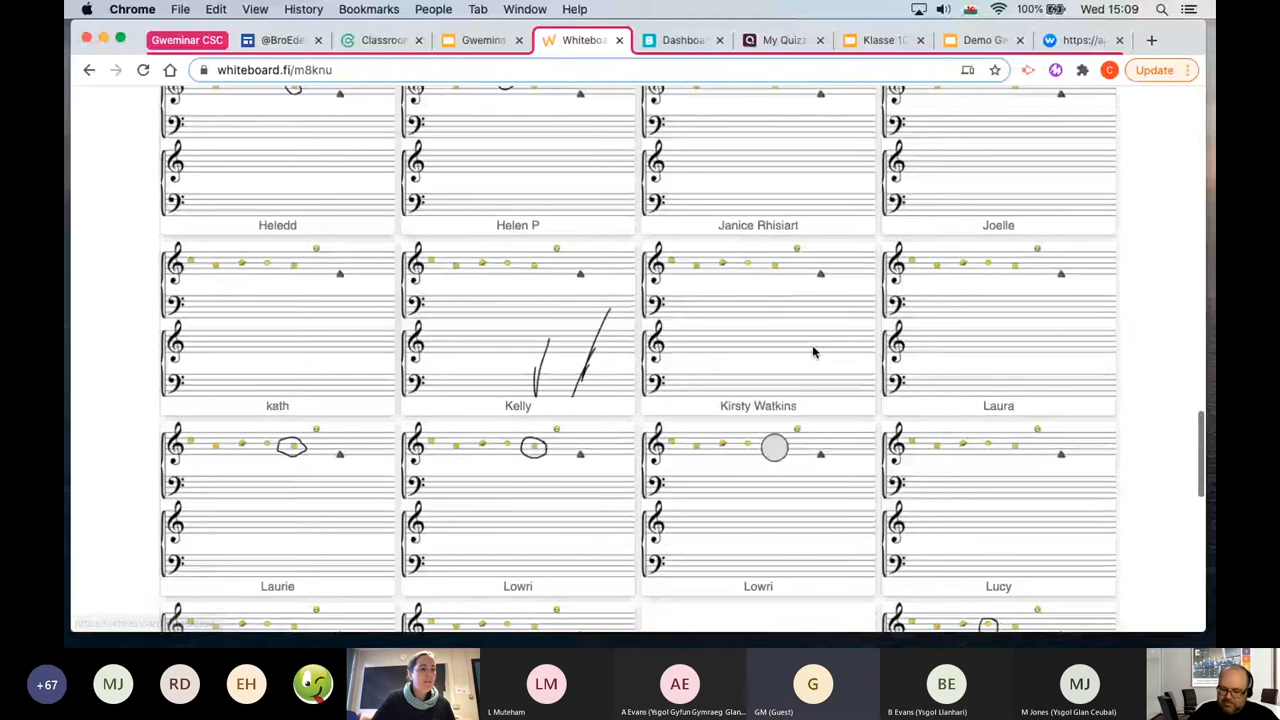 Chrome File Edit View History Bookmarks People Tab Window Help 100% Wed 15:09
Gweminar CSC @BroEde Classroo Gwemina Whiteboa Dashboa My Quizz Klasse 10 Demo Gw https://a
whiteboard.fi/m8knu Update
Heledd Helen P Janice Rhisiart Joelle
kath Kelly Kirsty Watkins Laura
Laurie Lowri Lowri Lucy
+67 MJ RD EH LM AE G BE MJ
L Muteham A Evans (Ysgol Gyfun Gymraeg Glan... GM (Guest) B Evans (Ysgol Llanhari) M Jones (Ysgol Glan Ceubal)